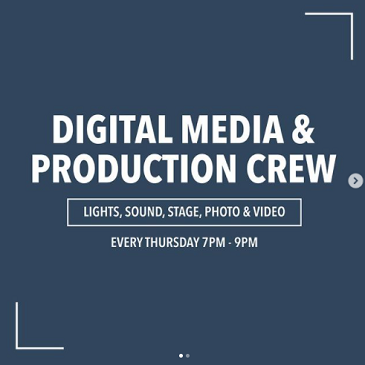 DIGITAL MEDIA &
PRODUCTION CREW
LIGHTS, SOUND, STAGE, PHOTO & VIDEO
EVERY THURSDAY 7PM - 9PM